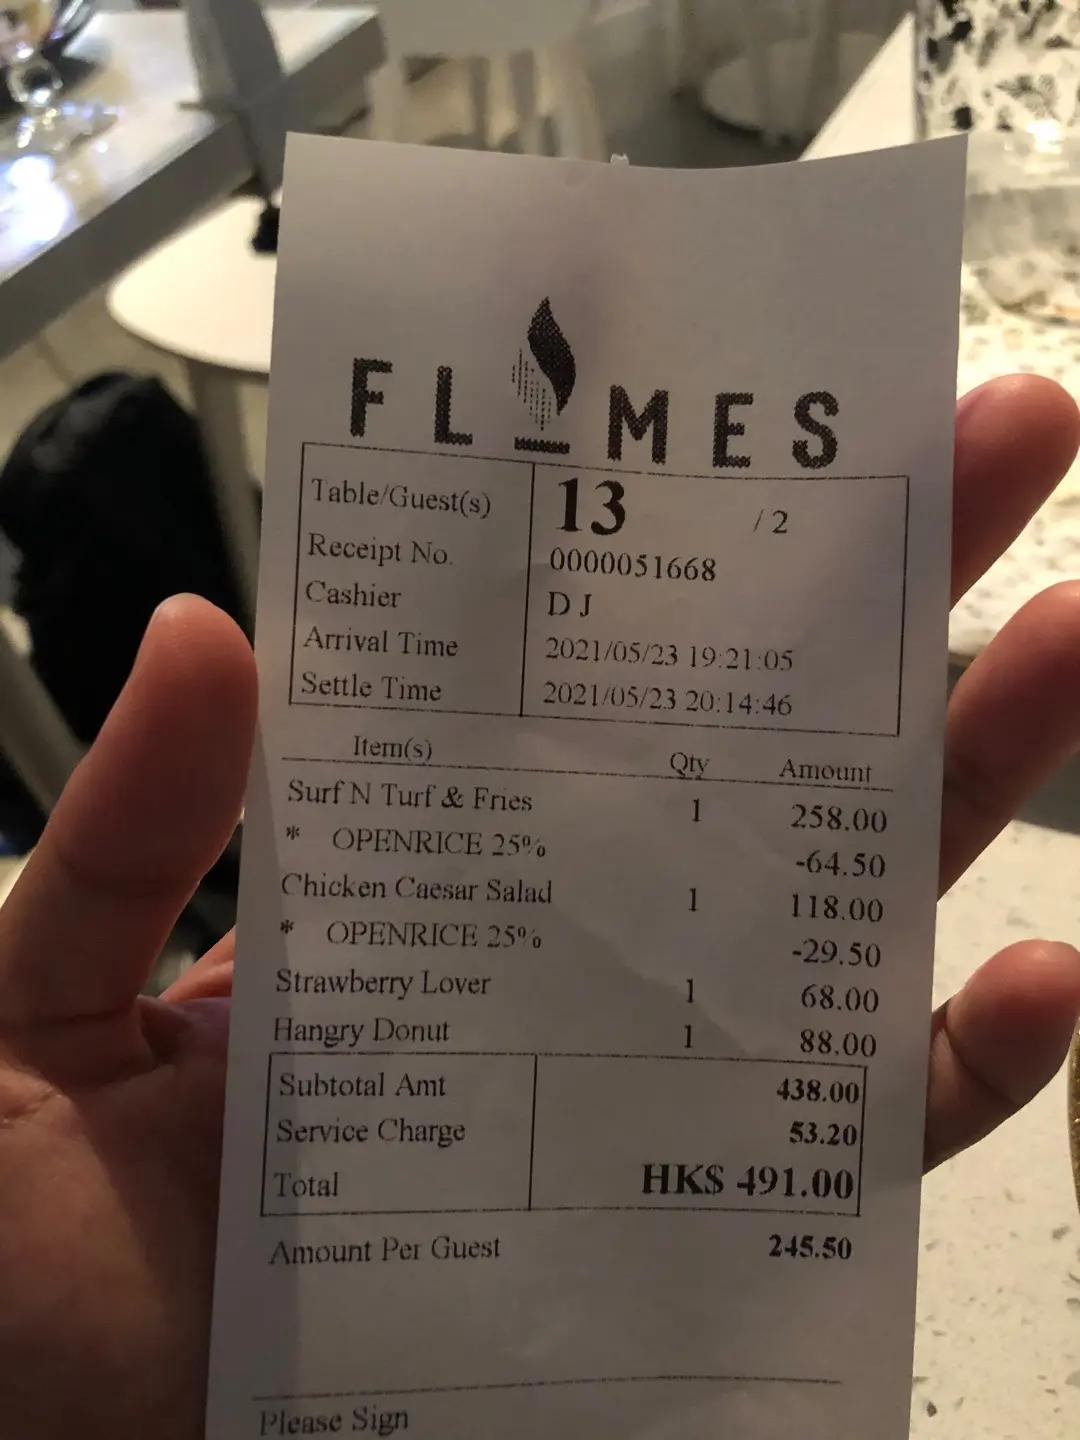 FLAMES
Table/Guest(s) 13 / 2
Receipt No. 0000051668
Cashier D J
Arrival Time 2021/05/23 19:21:05
Settle Time 2021/05/23 20:14:46
Item(s) Qty Amount
Surf N Turf & Fries 1 258.00
* OPENRICE 25% -64.50
Chicken Caesar Salad 1 118.00
* OPENRICE 25% -29.50
Strawberry Lover 1 68.00
Hangry Donut 1 88.00
Subtotal Amt 438.00
Service Charge 53.20
Total HK$ 491.00
Amount Per Guest 245.50
Please Sign